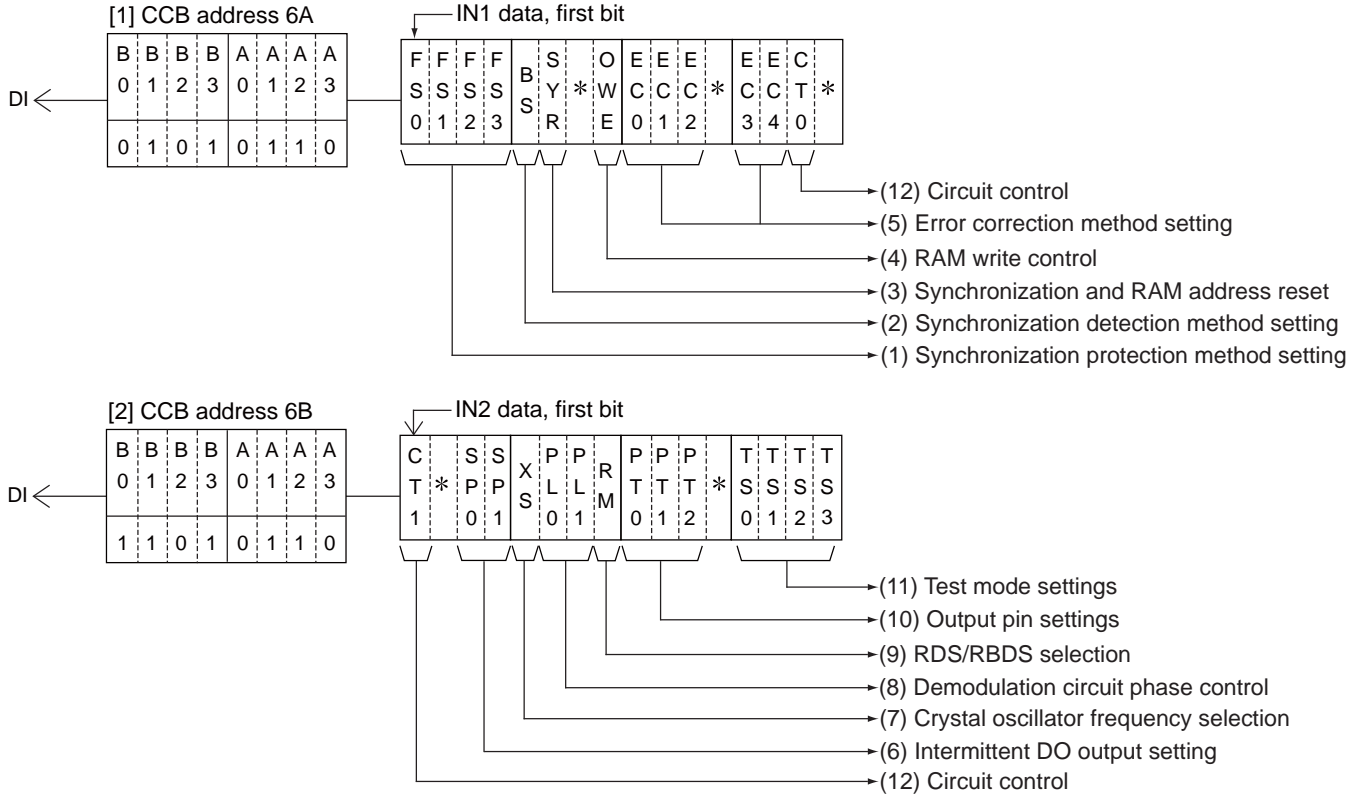 [1] CCB address 6A
IN1 data, first bit
B0 B1 B2 B3 A0 A1 A2 A3
FS0 FS1 FS2 FS3 BS SYR * OWE EC0 EC1 EC2 * EC3 EC4 CT0 *
DI
0 1 0 1 0 1 1 0
(12) Circuit control
(5) Error correction method setting
(4) RAM write control
(3) Synchronization and RAM address reset
(2) Synchronization detection method setting
(1) Synchronization protection method setting
[2] CCB address 6B
IN2 data, first bit
B0 B1 B2 B3 A0 A1 A2 A3
CT1 * SP0 SP1 XS PL0 PL1 RM PT0 PT1 PT2 * TS0 TS1 TS2 TS3
DI
1 1 0 1 0 1 1 0
(11) Test mode settings
(10) Output pin settings
(9) RDS/RBDS selection
(8) Demodulation circuit phase control
(7) Crystal oscillator frequency selection
(6) Intermittent DO output setting
(12) Circuit control